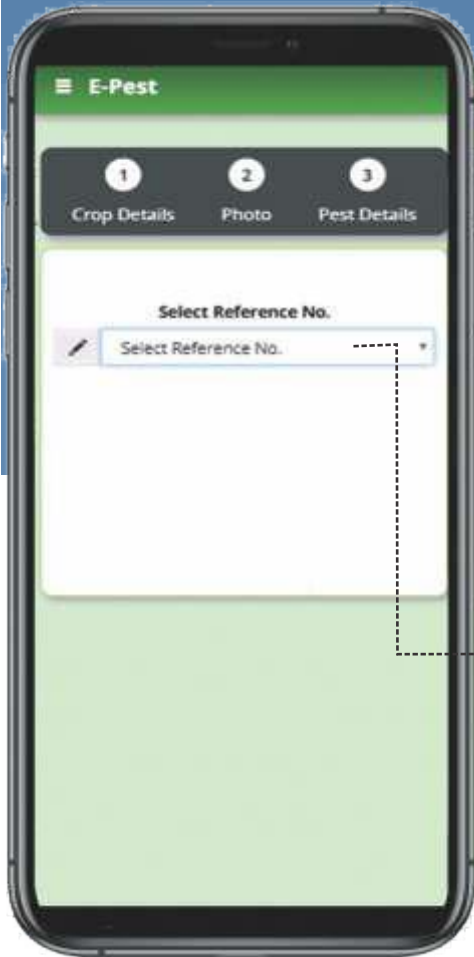 E-Pest
1 2 3
Crop Details Photo Pest Details
Select Reference No.
Select Reference No.